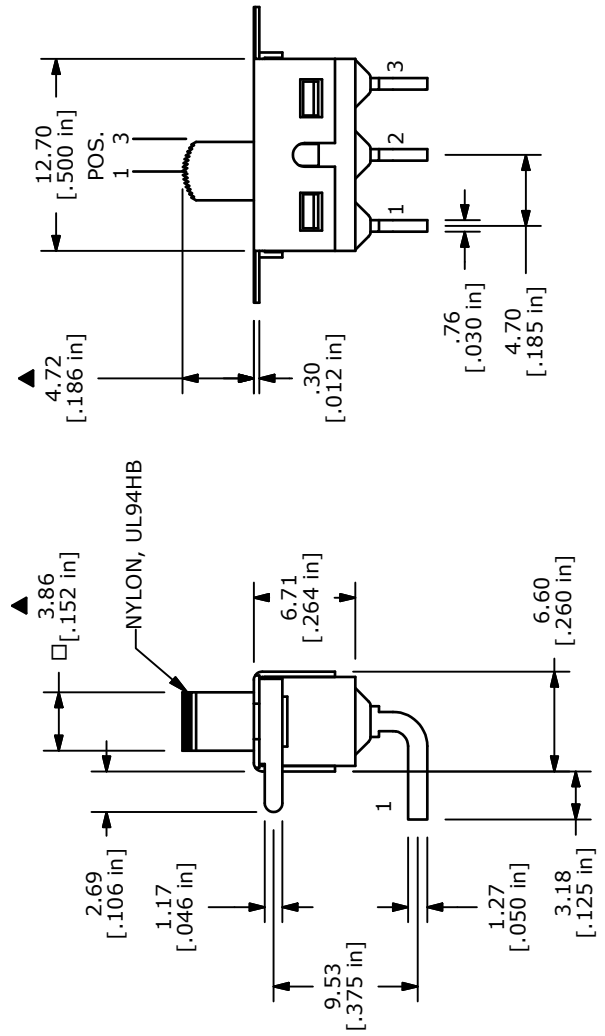 12.70
[.500 in]
POS.
1 3
▲
4.72
[.186 in]
.30
[.012 in]
1
2
3
.76
[.030 in]
4.70
[.185 in]
▲
3.86
□[.152 in]
NYLON, UL94HB
2.69
[.106 in]
1.17
[.046 in]
6.71
[.264 in]
9.53
[.375 in]
1
1.27
[.050 in]
3.18
[.125 in]
6.60
[.260 in]